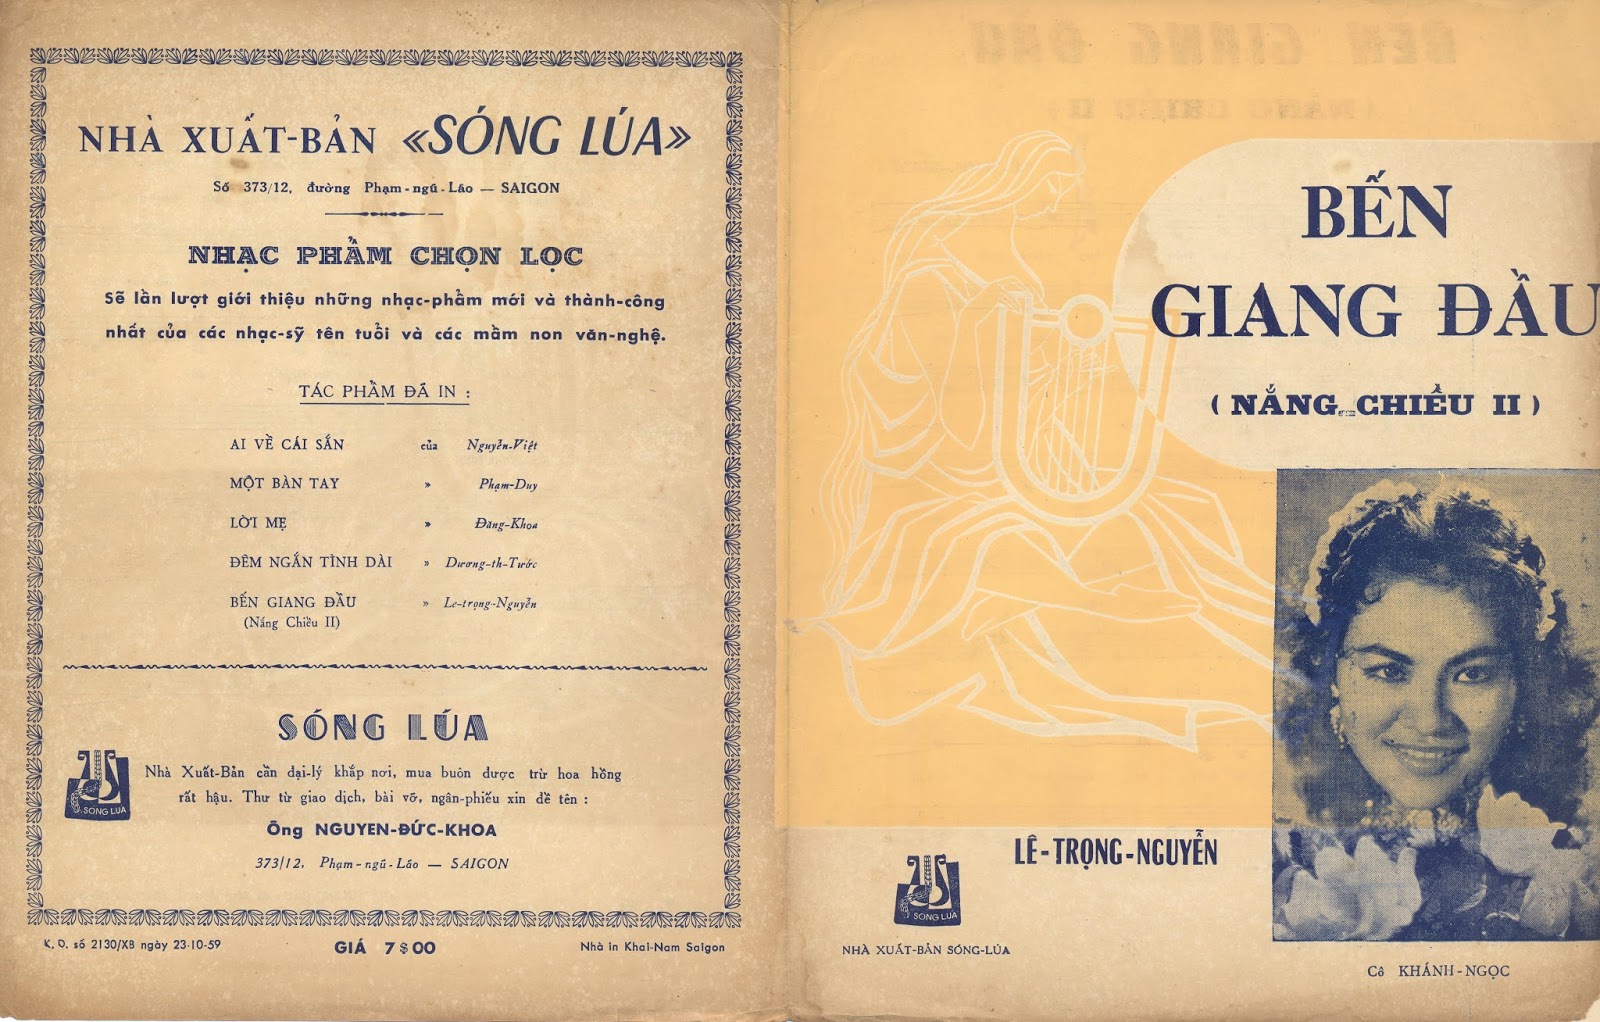 NHÀ XUẤT-BẢN «SÓNG LÚA»
Số 373/12, đường Phạm-ngũ-Lão — SAIGON
NHẠC PHẨM CHỌN LỌC
Sẽ lần lượt giới thiệu những nhạc-phẩm mới và thành-công
nhất của các nhạc-sỹ tên tuổi và các mầm non văn-nghệ.
TÁC PHẨM ĐÃ IN :
AI VỀ CÁI SẮN của Nguyễn-Việt
MỘT BÀN TAY » Phạm-Duy
LỜI MẸ » Đăng-Khoa
ĐÊM NGẮN TÌNH DÀI » Dương-th-Tước
BẾN GIANG ĐẦU » Le-trọng-Nguyễn
(Nắng Chiều II)
SÓNG LÚA
Nhà Xuất-Bản cần đại-lý khắp nơi, mua buôn được trừ hoa hồng
rất hậu. Thư từ giao dịch, bài vở, ngân-phiếu xin đề tên :
Ông NGUYEN-ĐỨC-KHOA
373/12, Phạm-ngũ-Lão — SAIGON
SÓNG LÚA
K. D. số 2130/XB ngày 23-10-59
GIÁ 7$00
Nhà in Khai-Nam Saigon
BẾN
GIANG ĐẦU
(NẮNG CHIỀU II)
LÊ-TRỌNG-NGUYỄN
SÓNG LÚA
NHÀ XUẤT-BẢN SÓNG-LÚA
Cô KHÁNH-NGỌC